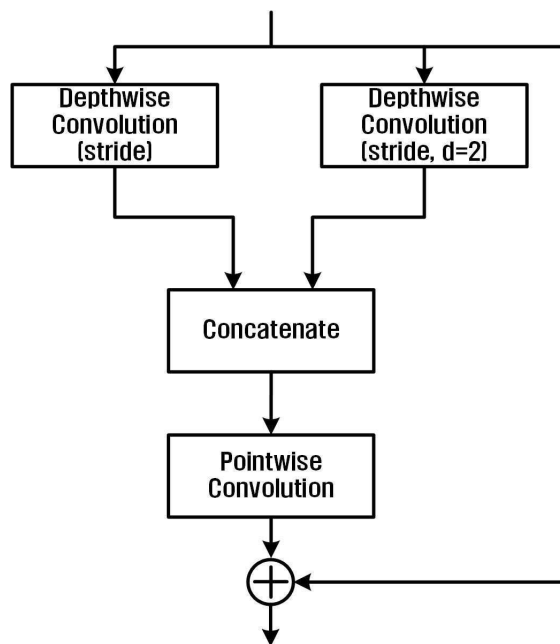 Depthwise
Convolution
(stride)
Depthwise
Convolution
(stride, d=2)
Concatenate
Pointwise
Convolution